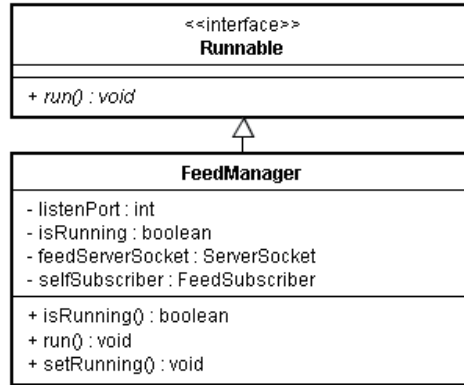 <<interface>>
Runnable
+ run() : void
FeedManager
- listenPort : int
- isRunning : boolean
- feedServerSocket : ServerSocket
- selfSubscriber : FeedSubscriber
+ isRunning() : boolean
+ run() : void
+ setRunning() : void